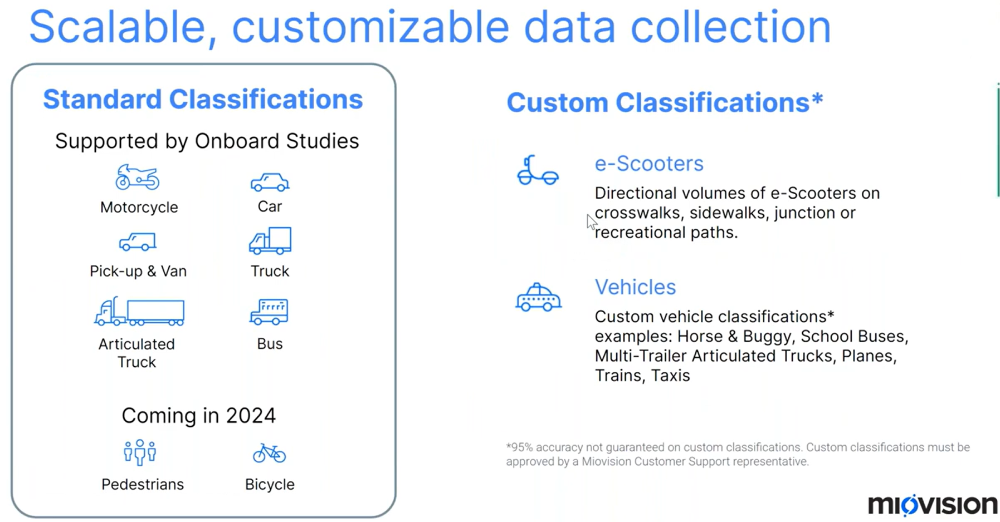 Scalable, customizable data collection
Standard Classifications
Supported by Onboard Studies
Motorcycle
Car
Pick-up & Van
Truck
Articulated
Truck
Bus
Coming in 2024
Pedestrians
Bicycle
Custom Classifications*
e-Scooters
Directional volumes of e-Scooters on
crosswalks, sidewalks, junction or
recreational paths.
Vehicles
Custom vehicle classifications*
examples: Horse & Buggy, School Buses,
Multi-Trailer Articulated Trucks, Planes,
Trains, Taxis
*95% accuracy not guaranteed on custom classifications. Custom classifications must be
approved by a Miovision Customer Support representative.
miovision